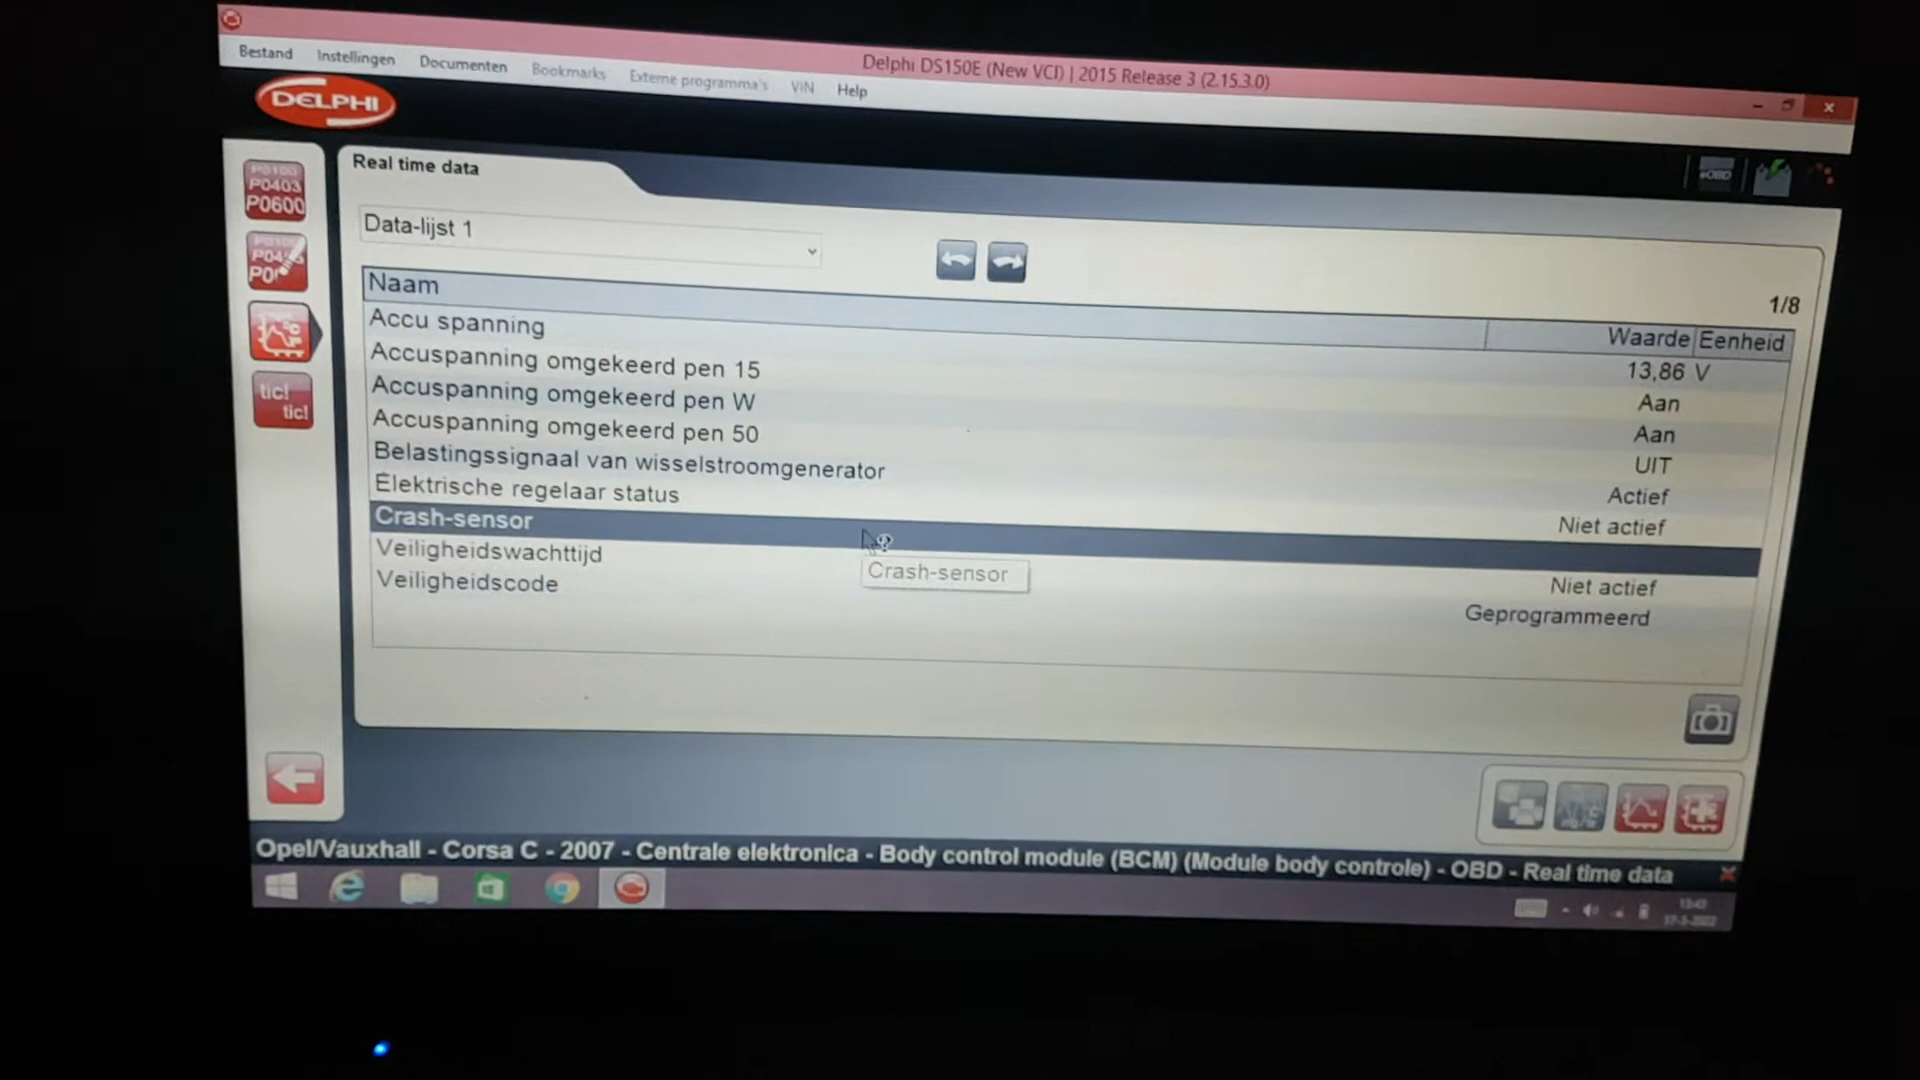 Delphi DS150E (New VCI) | 2015 Release 3 (2.15.3.0)
Bestand Instellingen Documenten Bookmarks Externe programma's VIN Help
DELPHI
Real time data
P0100
P0403
P0600
Data-lijst 1
1/8
Naam Waarde Eenheid
Accu spanning 13,86 V
Accuspanning omgekeerd pen 15 Aan
Accuspanning omgekeerd pen W Aan
Accuspanning omgekeerd pen 50 UIT
Belastingssignaal van wisselstroomgenerator Actief
Elektrische regelaar status Niet actief
Crash-sensor
Crash-sensor
Veiligheidswachttijd Niet actief
Veiligheidscode Geprogrammeerd
tic!
tic!
Opel/Vauxhall - Corsa C - 2007 - Centrale elektronica - Body control module (BCM) (Module body controle) - OBD - Real time data